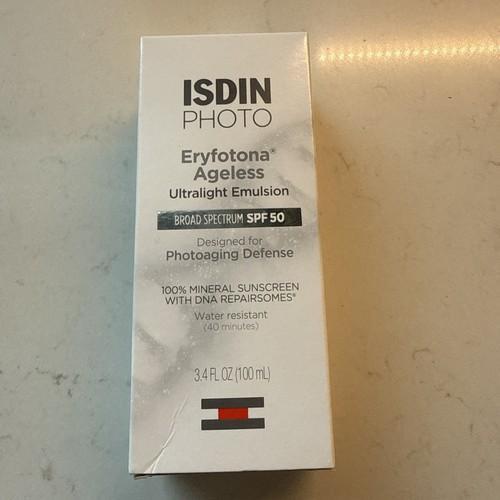 ISDIN
PHOTO
Eryfotona®
Ageless
Ultralight Emulsion
BROAD SPECTRUM SPF 50
Designed for
Photoaging Defense
100% MINERAL SUNSCREEN
WITH DNA REPAIRSOMES®
Water resistant
(40 minutes)
3.4 FL OZ (100 mL)